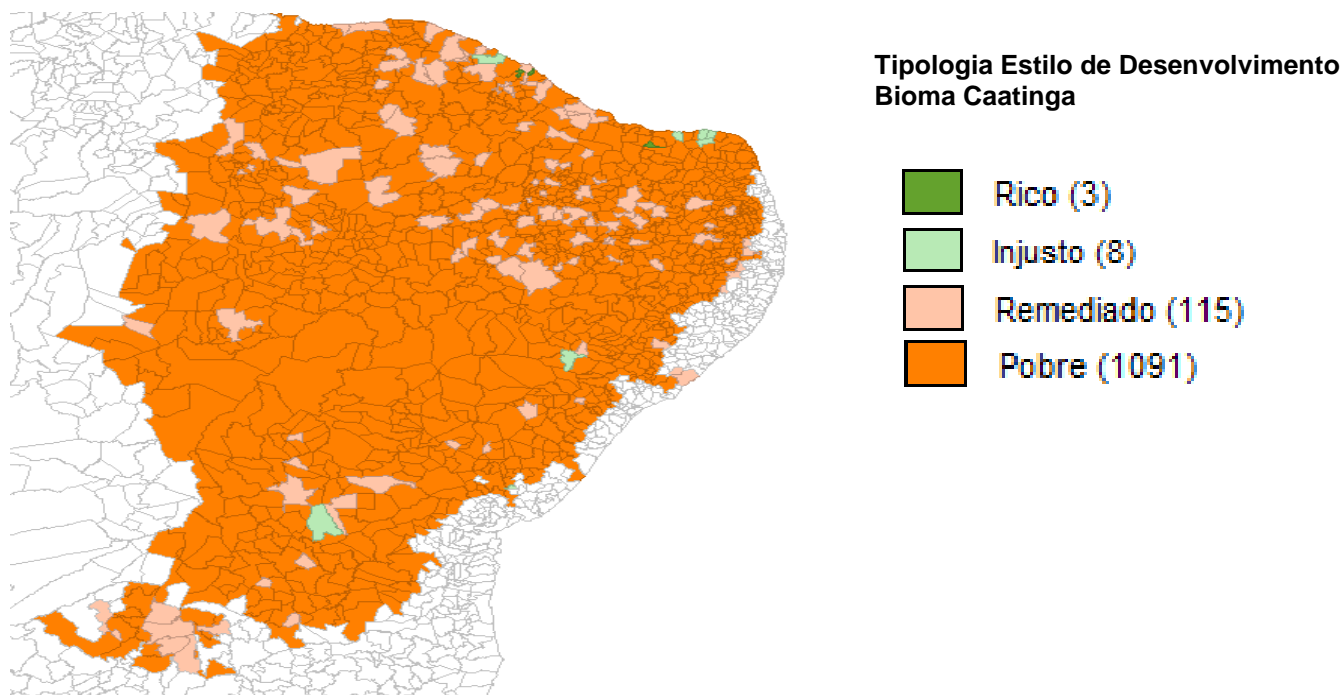 Tipologia Estilo de Desenvolvimento
Bioma Caatinga
Rico (3)
Injusto (8)
Remediado (115)
Pobre (1091)